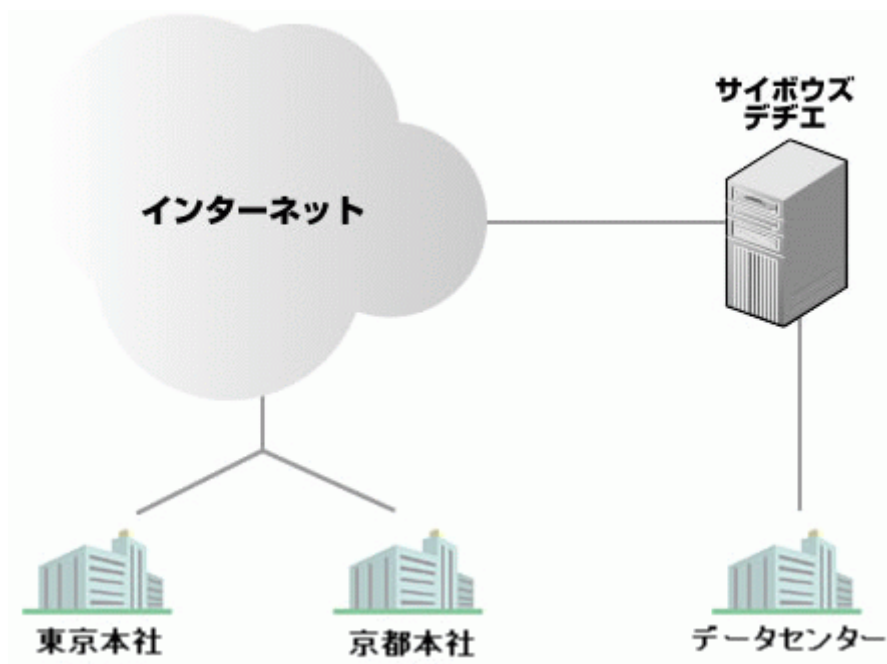 サイボウズ
デヂエ
インターネット
東京本社
京都本社
データセンター